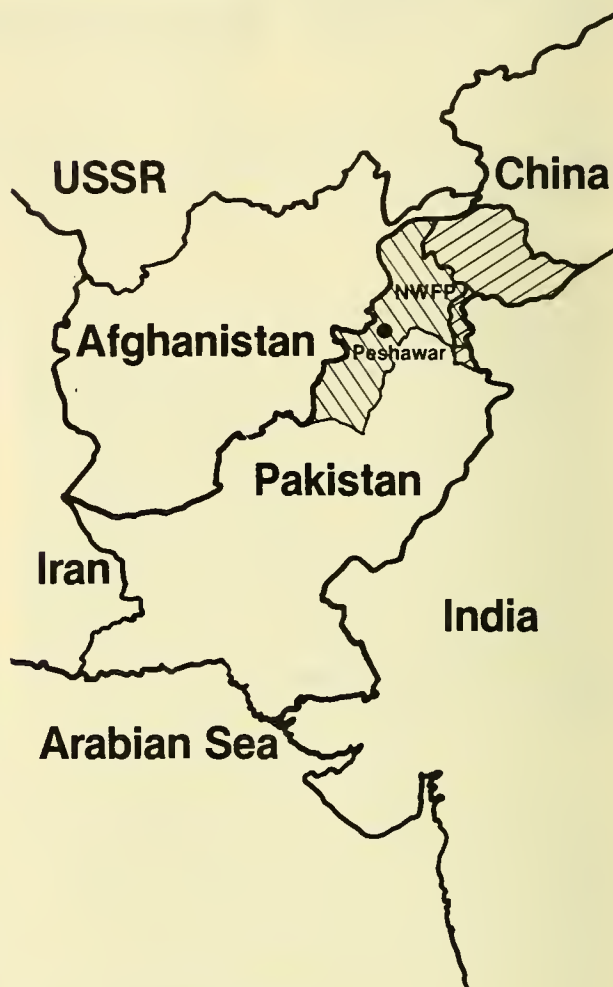 USSR
China
NWFP
Afghanistan
Peshawar
Pakistan
Iran
India
Arabian Sea